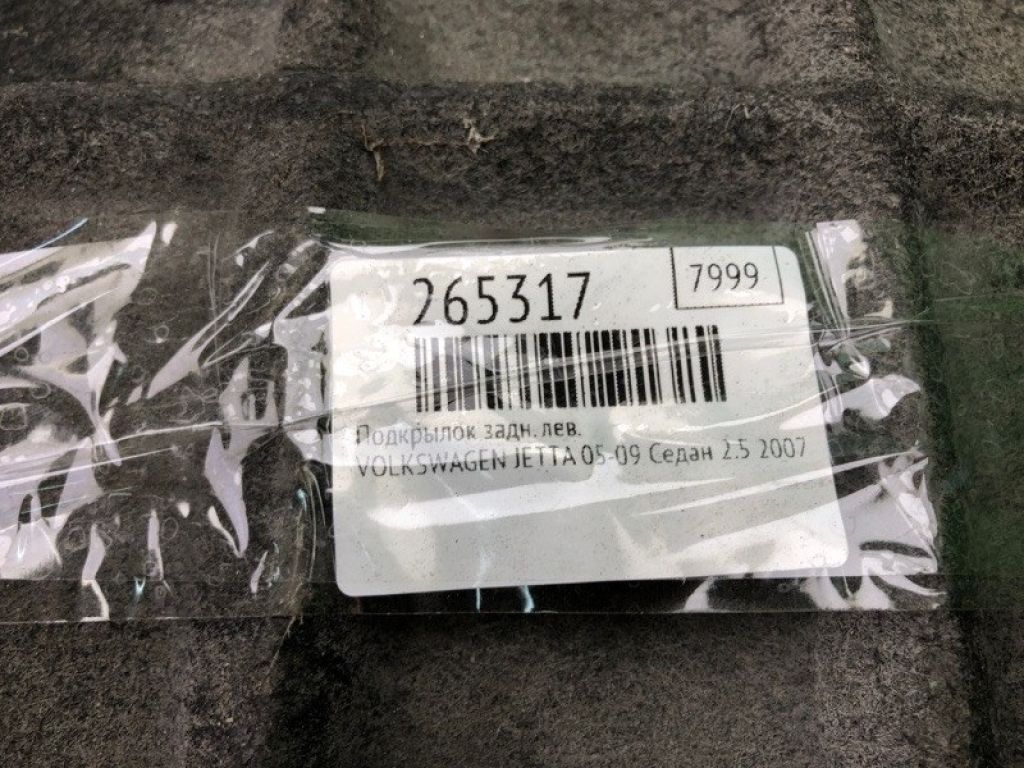 265317
7999
Подкрылок задн. лев.
VOLKSWAGEN JETTA 05-09 Седан 2.5 2007